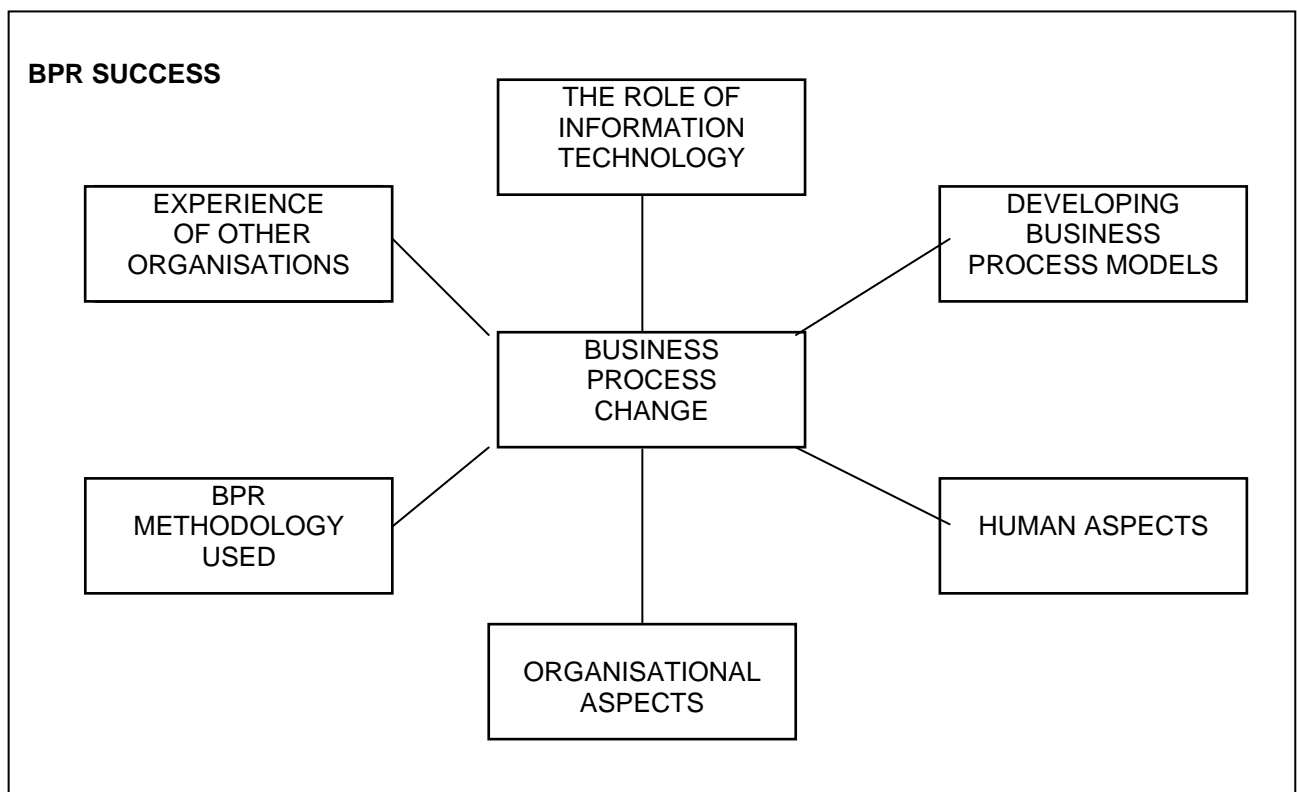 BPR SUCCESS
THE ROLE OF
INFORMATION
TECHNOLOGY
EXPERIENCE
OF OTHER
ORGANISATIONS
DEVELOPING
BUSINESS
PROCESS MODELS
BUSINESS
PROCESS
CHANGE
BPR
METHODOLOGY
USED
HUMAN ASPECTS
ORGANISATIONAL
ASPECTS